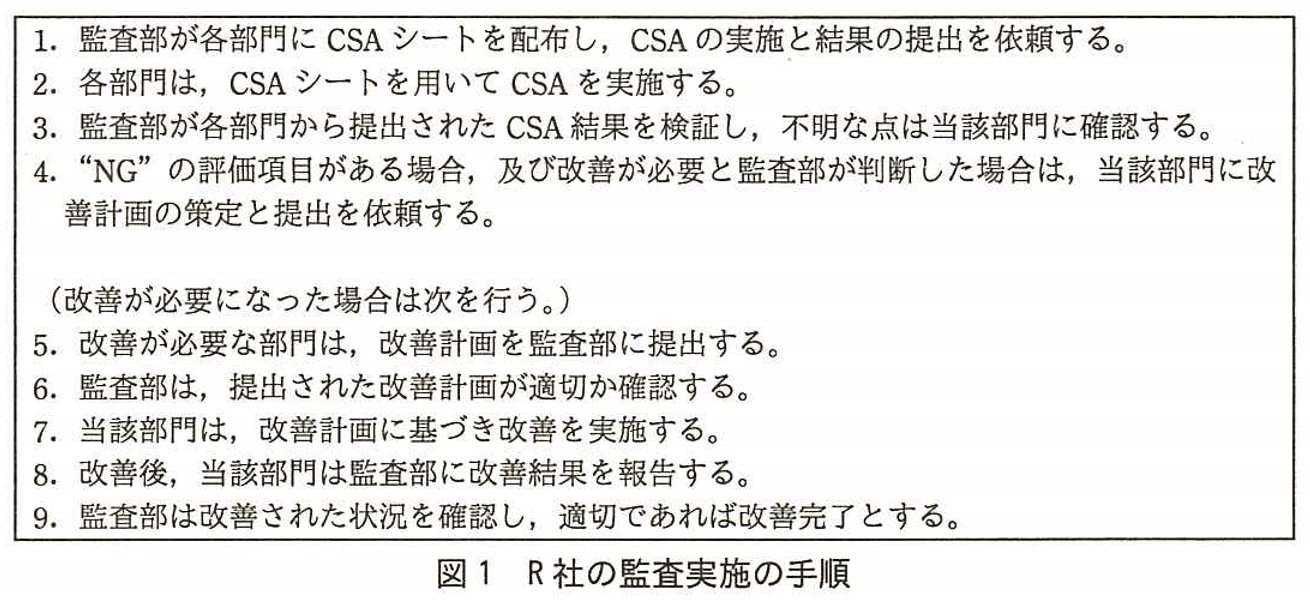 1. 監査部が各部門に CSA シートを配布し，CSA の実施と結果の提出を依頼する。
2. 各部門は，CSA シートを用いて CSA を実施する。
3. 監査部が各部門から提出された CSA 結果を検証し，不明な点は当該部門に確認する。
4. “NG” の評価項目がある場合，及び改善が必要と監査部が判断した場合は，当該部門に改
善計画の策定と提出を依頼する。
（改善が必要になった場合は次を行う。）
5. 改善が必要な部門は，改善計画を監査部に提出する。
6. 監査部は，提出された改善計画が適切か確認する。
7. 当該部門は，改善計画に基づき改善を実施する。
8. 改善後，当該部門は監査部に改善結果を報告する。
9. 監査部は改善された状況を確認し，適切であれば改善完了とする。
図 1　R 社の監査実施の手順